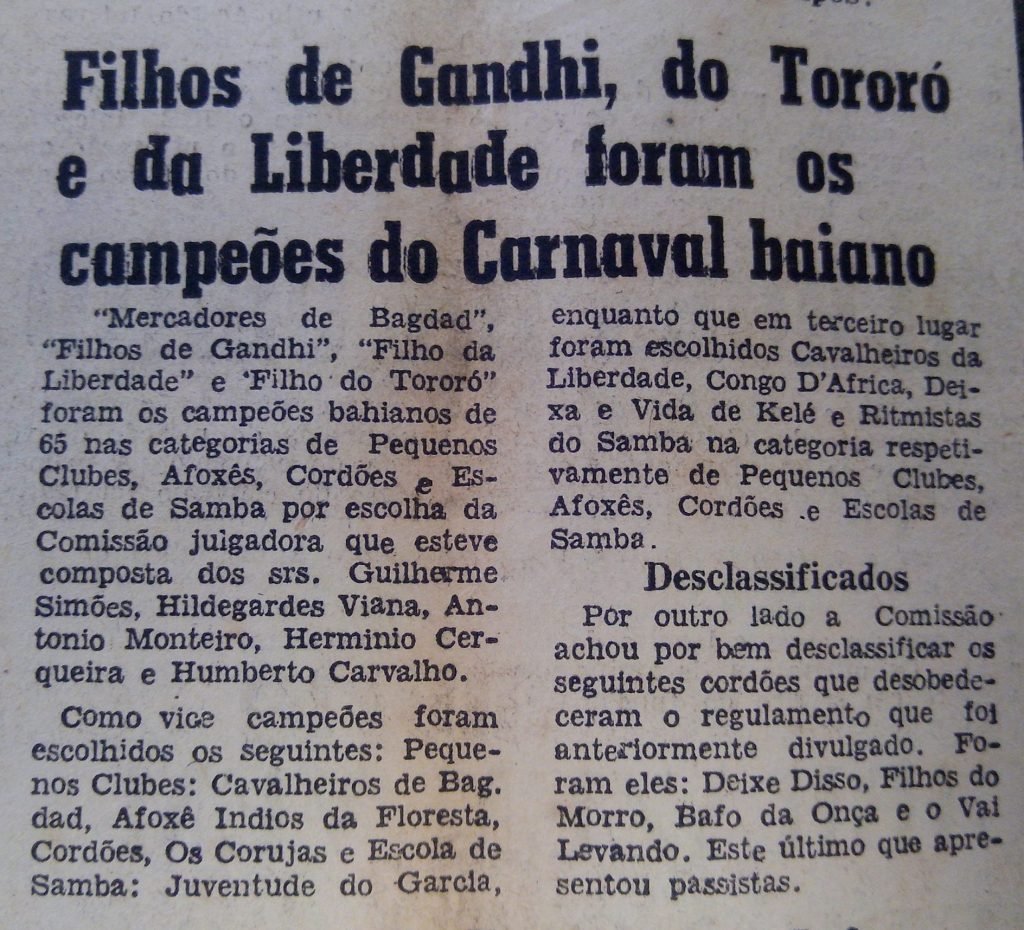 Filhos de Gandhi, do Tororó
e da Liberdade foram os
campeões do Carnaval baiano
"Mercadores de Bagdad",
"Filhos de Gandhi", "Filho da
Liberdade" e 'Filho do Tororó"
foram os campeões bahianos de
65 nas categorias de Pequenos
Clubes, Afoxês, Cordões e Es-
colas de Samba por escolha da
Comissão julgadora que esteve
composta dos srs. Guilherme
Simões, Hildegardes Viana, An-
tonio Monteiro, Herminio Cer-
queira e Humberto Carvalho.
Como vice campeões foram
escolhidos os seguintes: Peque-
nos Clubes: Cavalheiros de Bag.
dad, Afoxê Indios da Floresta,
Cordões, Os Corujas e Escola de
Samba: Juventude do Garcia,
enquanto que em terceiro lugar
foram escolhidos Cavalheiros da
Liberdade, Congo D'Africa, Dei-
xa e Vida de Kelé e Ritmistas
do Samba na categoria respeti-
vamente de Pequenos Clubes,
Afoxês, Cordões .e Escolas de
Samba.
Desclassificados
Por outro lado a Comissão
achou por bem desclassificar os
seguintes cordões que desobede-
ceram o regulamento que foi
anteriormente divulgado. Fo-
ram eles: Deixe Disso, Filhos do
Morro, Bafo da Onça e o Vai
Levando. Este último que apre-
sentou passistas.